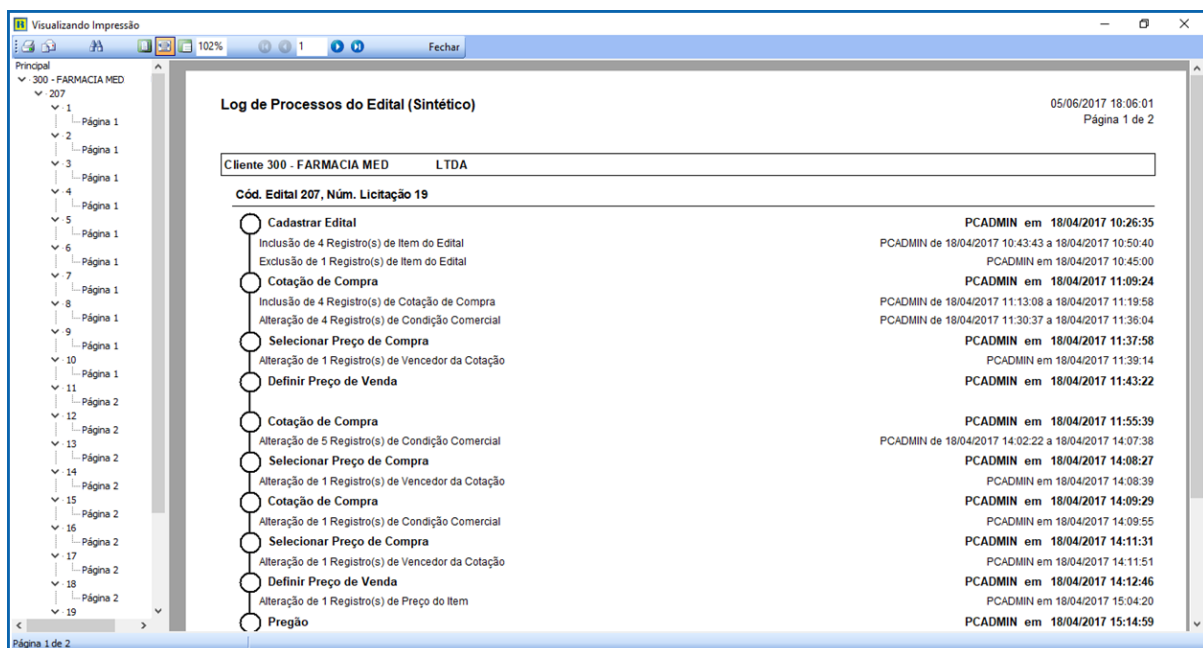 Visualizando Impressão
102%
1
Fechar
Principal
300 - FARMACIA MED
207
1
Página 1
2
Página 1
3
Página 1
4
Página 1
5
Página 1
6
Página 1
7
Página 1
8
Página 1
9
Página 1
10
Página 1
11
Página 2
12
Página 2
13
Página 2
14
Página 2
15
Página 2
16
Página 2
17
Página 2
18
Página 2
19
Log de Processos do Edital (Sintético) 05/06/2017 18:06:01
Página 1 de 2
Cliente 300 - FARMACIA MED LTDA
Cód. Edital 207, Núm. Licitação 19
Cadastrar Edital PCADMIN em 18/04/2017 10:26:35
Inclusão de 4 Registro(s) de Item do Edital PCADMIN de 18/04/2017 10:43:43 a 18/04/2017 10:50:40
Exclusão de 1 Registro(s) de Item do Edital PCADMIN em 18/04/2017 10:45:00
Cotação de Compra PCADMIN em 18/04/2017 11:09:24
Inclusão de 4 Registro(s) de Cotação de Compra PCADMIN de 18/04/2017 11:13:08 a 18/04/2017 11:19:58
Alteração de 4 Registro(s) de Condição Comercial PCADMIN de 18/04/2017 11:30:37 a 18/04/2017 11:36:04
Selecionar Preço de Compra PCADMIN em 18/04/2017 11:37:58
Alteração de 1 Registro(s) de Vencedor da Cotação PCADMIN em 18/04/2017 11:39:14
Definir Preço de Venda PCADMIN em 18/04/2017 11:43:22
Cotação de Compra PCADMIN em 18/04/2017 11:55:39
Alteração de 5 Registro(s) de Condição Comercial PCADMIN de 18/04/2017 14:02:22 a 18/04/2017 14:07:38
Selecionar Preço de Compra PCADMIN em 18/04/2017 14:08:27
Alteração de 1 Registro(s) de Vencedor da Cotação PCADMIN em 18/04/2017 14:08:39
Cotação de Compra PCADMIN em 18/04/2017 14:09:29
Alteração de 1 Registro(s) de Condição Comercial PCADMIN em 18/04/2017 14:09:55
Selecionar Preço de Compra PCADMIN em 18/04/2017 14:11:31
Alteração de 1 Registro(s) de Vencedor da Cotação PCADMIN em 18/04/2017 14:11:51
Definir Preço de Venda PCADMIN em 18/04/2017 14:12:46
Alteração de 1 Registro(s) de Preço do Item PCADMIN em 18/04/2017 15:04:20
Pregão PCADMIN em 18/04/2017 15:14:59
Página 1 de 2